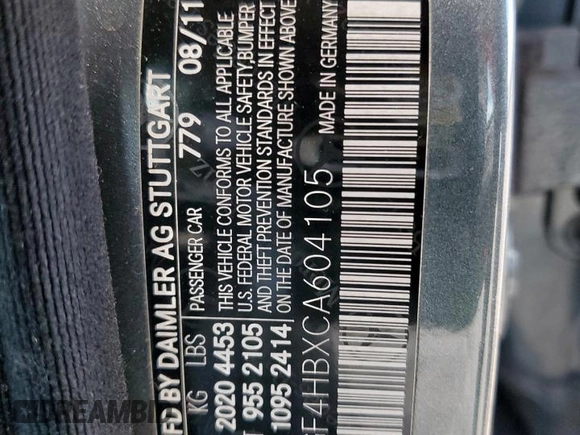 MFD BY DAIMLER AG STUTTGART
779 08/11
KG LBS PASSENGER CAR
2020 4453
955 2105
1095 2414
THIS VEHICLE CONFORMS TO ALL APPLICABLE
U.S. FEDERAL MOTOR VEHICLE SAFETY,BUMPER
AND THEFT PREVENTION STANDARDS IN EFFECT
ON THE DATE OF MANUFACTURE SHOWN ABOVE
MADE IN GERMANY
F4HBXCA604105